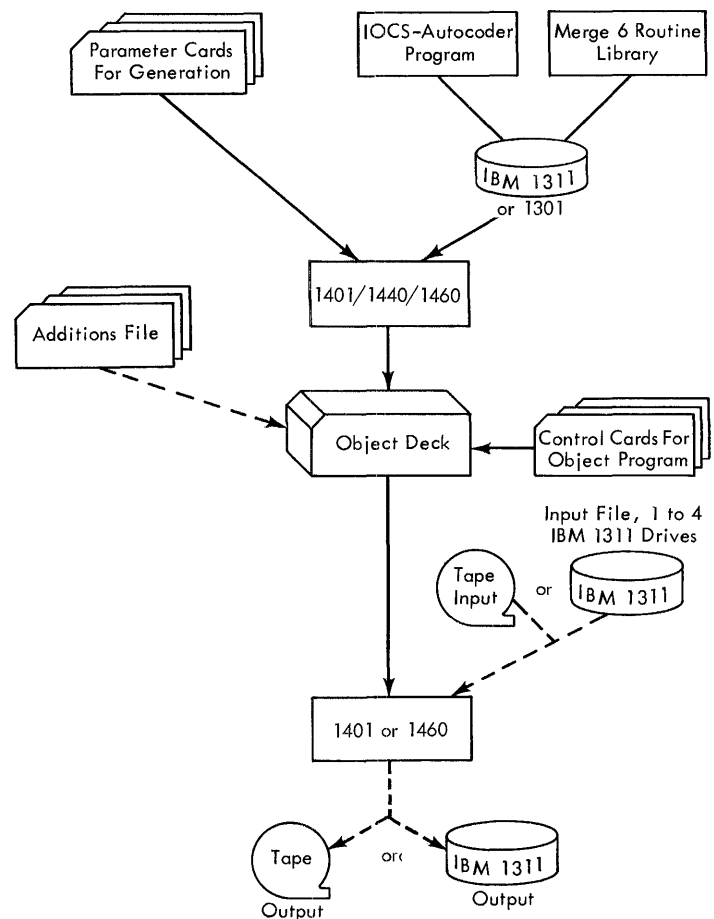 Parameter Cards
For Generation
IOCS-Autocoder
Program
Merge 6 Routine
Library
IBM 1311
or 1301
1401/1440/1460
Additions File
Object Deck
Control Cards For
Object Program
Input File, 1 to 4
IBM 1311 Drives
Tape
Input
or
IBM 1311
1401 or 1460
Tape
Output
or
IBM 1311
Output